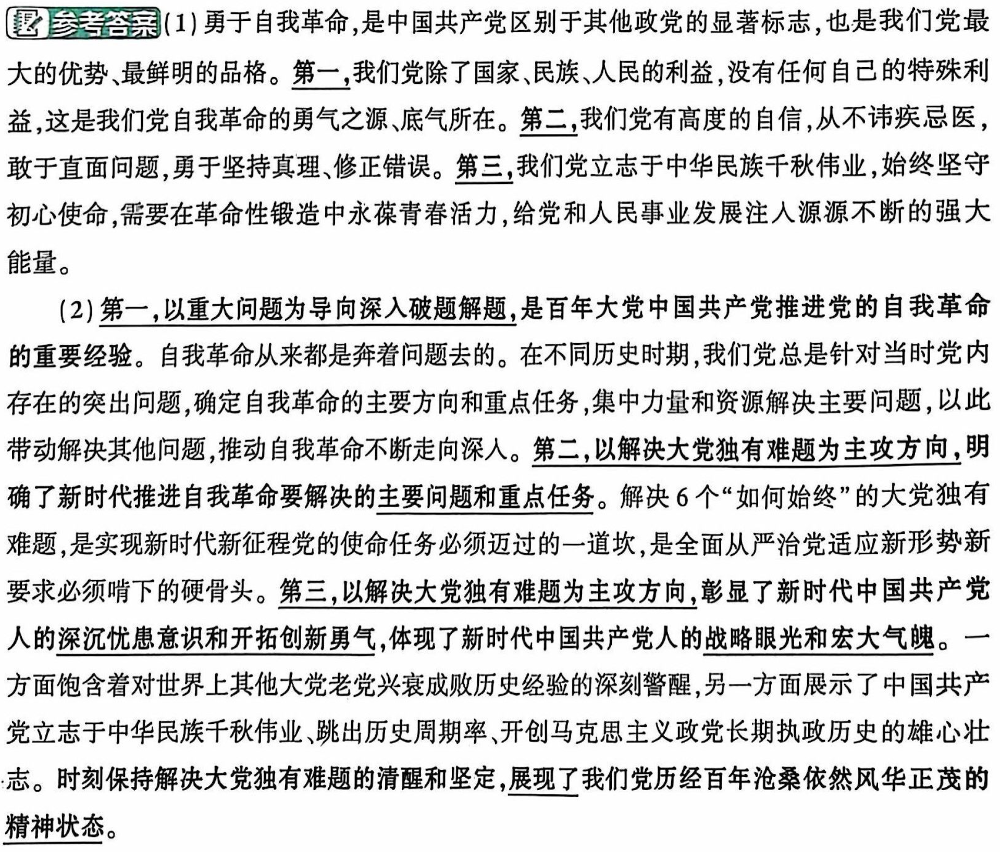 参考答案(1)勇于自我革命,是中国共产党区别于其他政党的显著标志,也是我们党最
大的优势、最鲜明的品格。第一,我们党除了国家、民族、人民的利益,没有任何自己的特殊利
益,这是我们党自我革命的勇气之源、底气所在。第二,我们党有高度的自信,从不讳疾忌医,
敢于直面问题,勇于坚持真理、修正错误。第三,我们党立志于中华民族千秋伟业,始终坚守
初心使命,需要在革命性锻造中永葆青春活力,给党和人民事业发展注入源源不断的强大
能量。
(2)第一,以重大问题为导向深入破题解题,是百年大党中国共产党推进党的自我革命
的重要经验。自我革命从来都是奔着问题去的。在不同历史时期,我们党总是针对当时党内
存在的突出问题,确定自我革命的主要方向和重点任务,集中力量和资源解决主要问题,以此
带动解决其他问题,推动自我革命不断走向深入。第二,以解决大党独有难题为主攻方向,明
确了新时代推进自我革命要解决的主要问题和重点任务。解决6个“如何始终”的大党独有
难题,是实现新时代新征程党的使命任务必须迈过的一道坎,是全面从严治党适应新形势新
要求必须啃下的硬骨头。第三,以解决大党独有难题为主攻方向,彰显了新时代中国共产党
人的深沉忧患意识和开拓创新勇气,体现了新时代中国共产党人的战略眼光和宏大气魄。一
方面饱含着对世界上其他大党老党兴衰成败历史经验的深刻警醒,另一方面展示了中国共产
党立志于中华民族千秋伟业、跳出历史周期率、开创马克思主义政党长期执政历史的雄心壮
志。时刻保持解决大党独有难题的清醒和坚定,展现了我们党历经百年沧桑依然风华正茂的
精神状态。